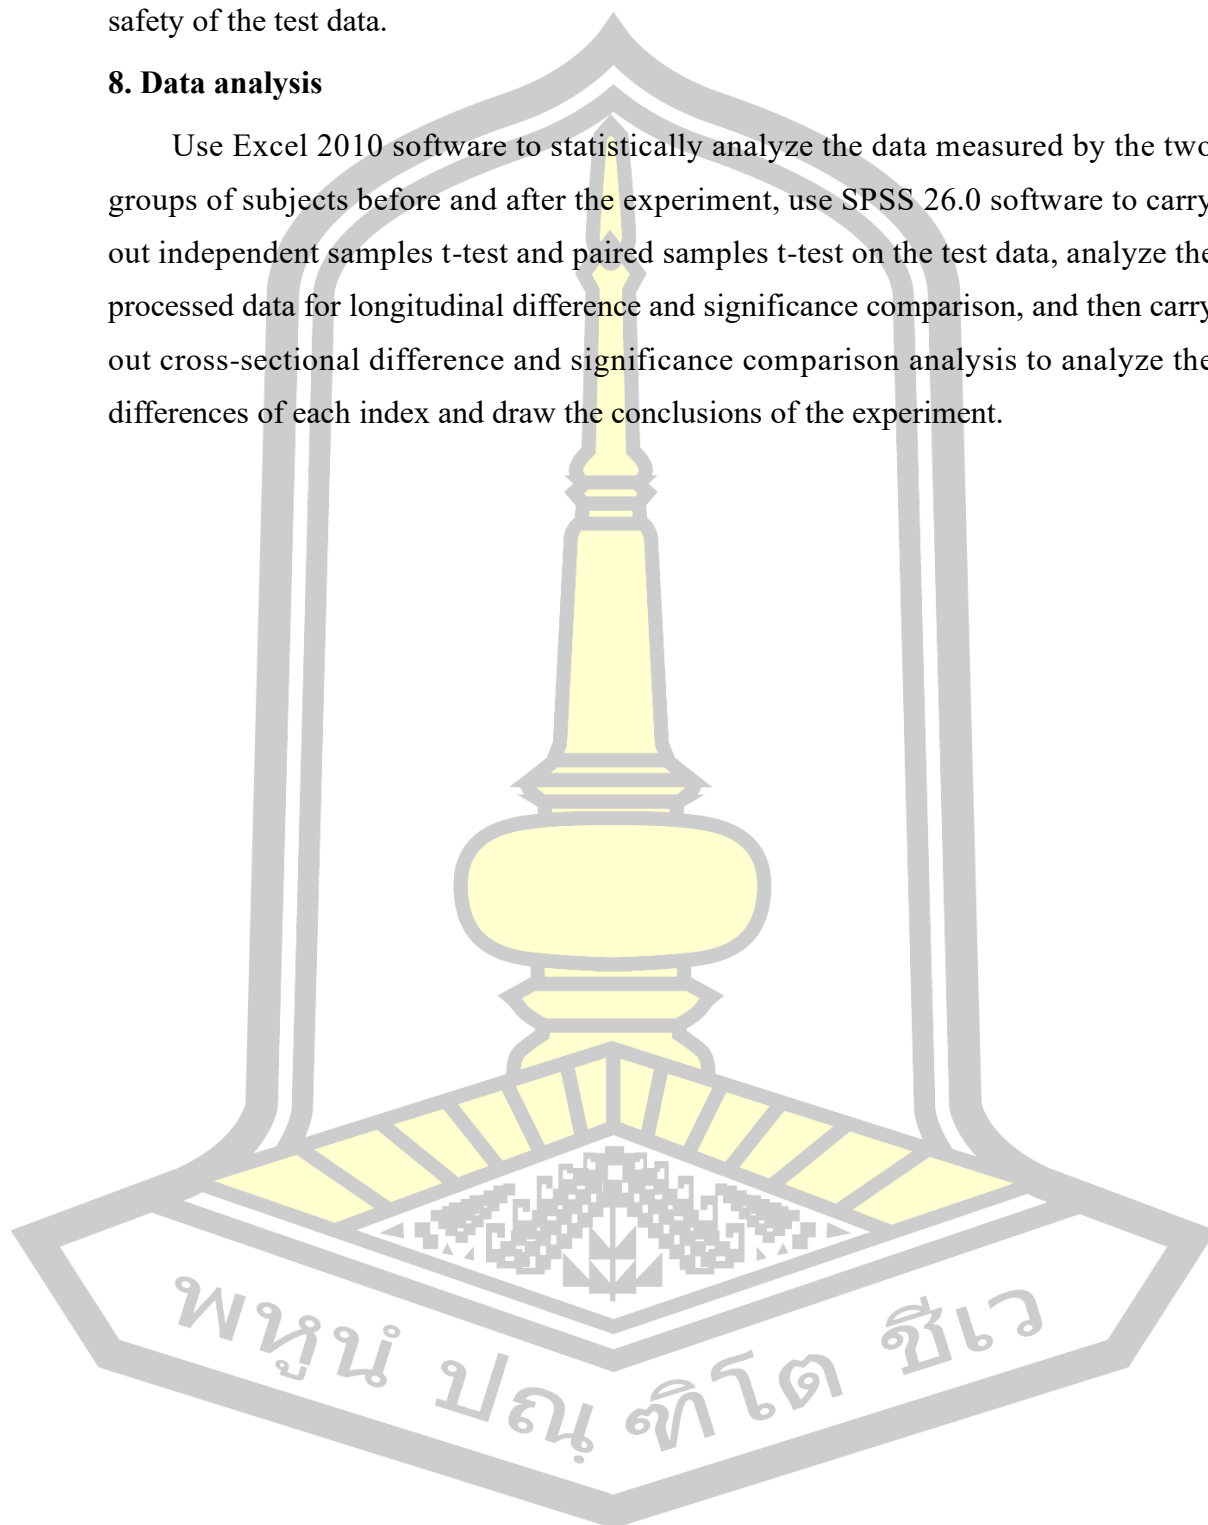 safety of the test data.
8. Data analysis
Use Excel 2010 software to statistically analyze the data measured by the two
groups of subjects before and after the experiment, use SPSS 26.0 software to carry
out independent samples t-test and paired samples t-test on the test data, analyze the
processed data for longitudinal difference and significance comparison, and then carry
out cross-sectional difference and significance comparison analysis to analyze the
differences of each index and draw the conclusions of the experiment.
พหูนํ ปณฺฑิโต ชีเว